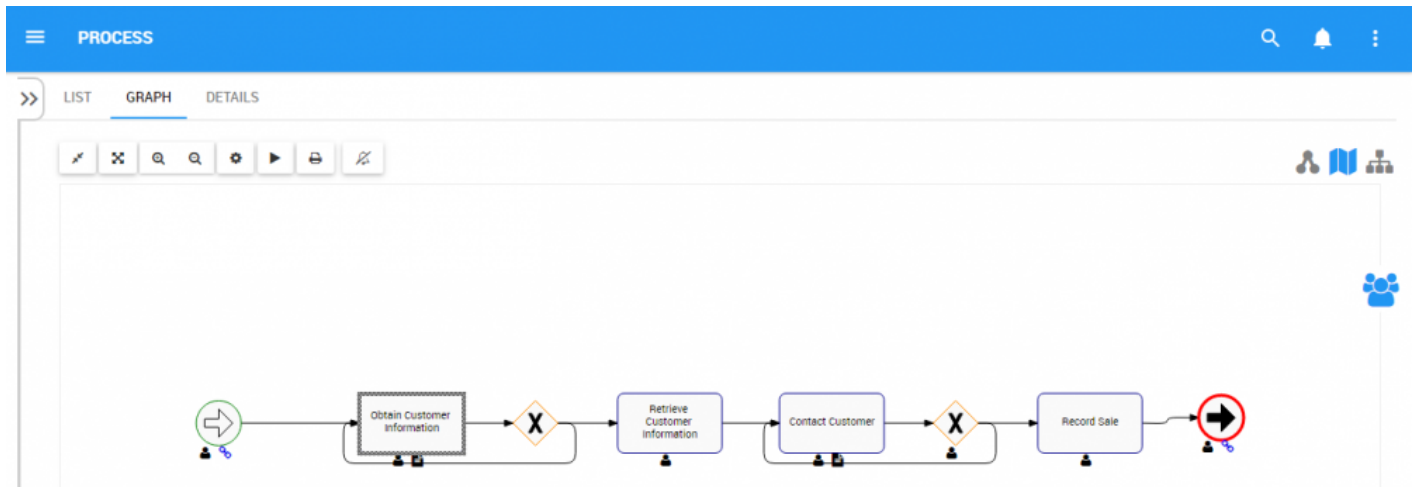 PROCESS
LIST GRAPH DETAILS
Obtain Customer
Information
X
Retrieve
Customer
Information
Contact Customer
X
Record Sale